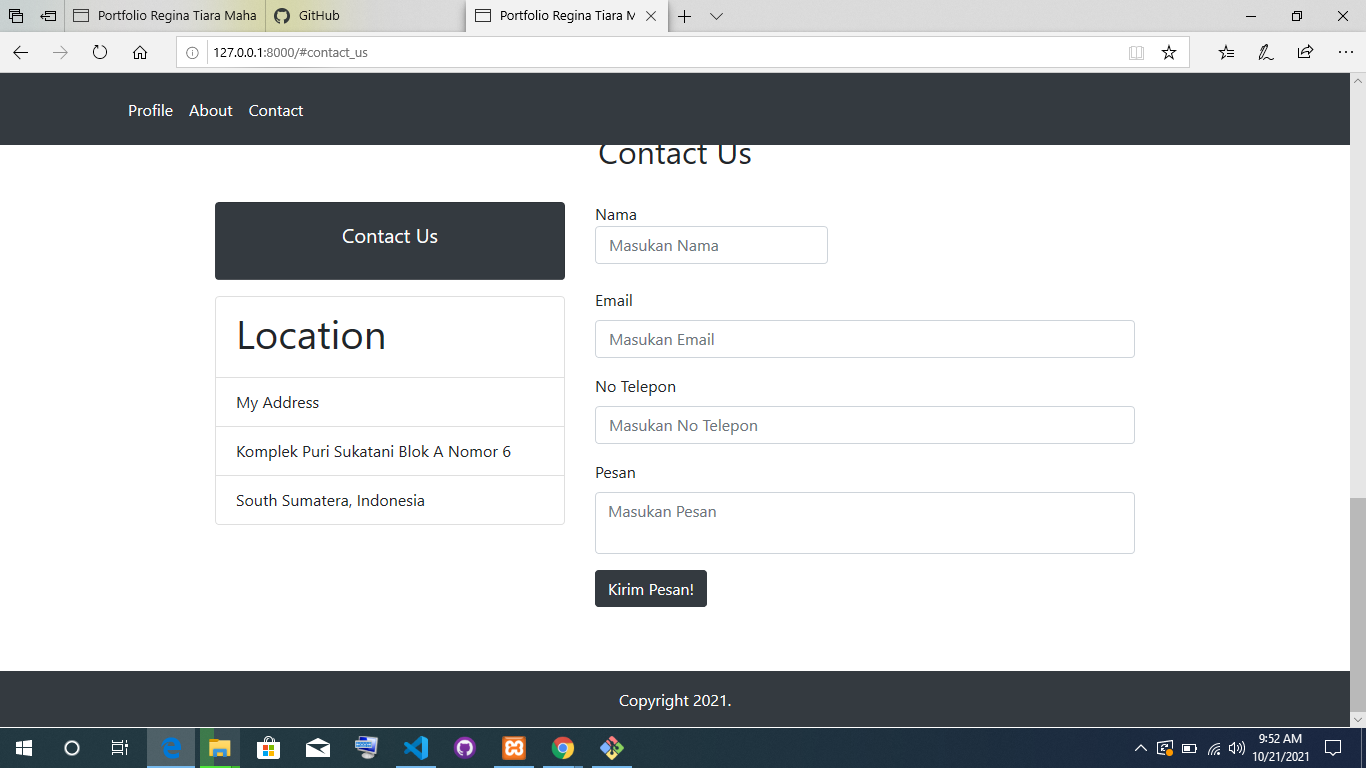 Portfolio Regina Tiara Maha
GitHub
Portfolio Regina Tiara M
127.0.0.1:8000/#contact_us
Profile
About
Contact
Contact Us
Contact Us
Location
My Address
Komplek Puri Sukatani Blok A Nomor 6
South Sumatera, Indonesia
Nama
Masukan Nama
Email
Masukan Email
No Telepon
Masukan No Telepon
Pesan
Masukan Pesan
Kirim Pesan!
Copyright 2021.
9:52 AM
10/21/2021